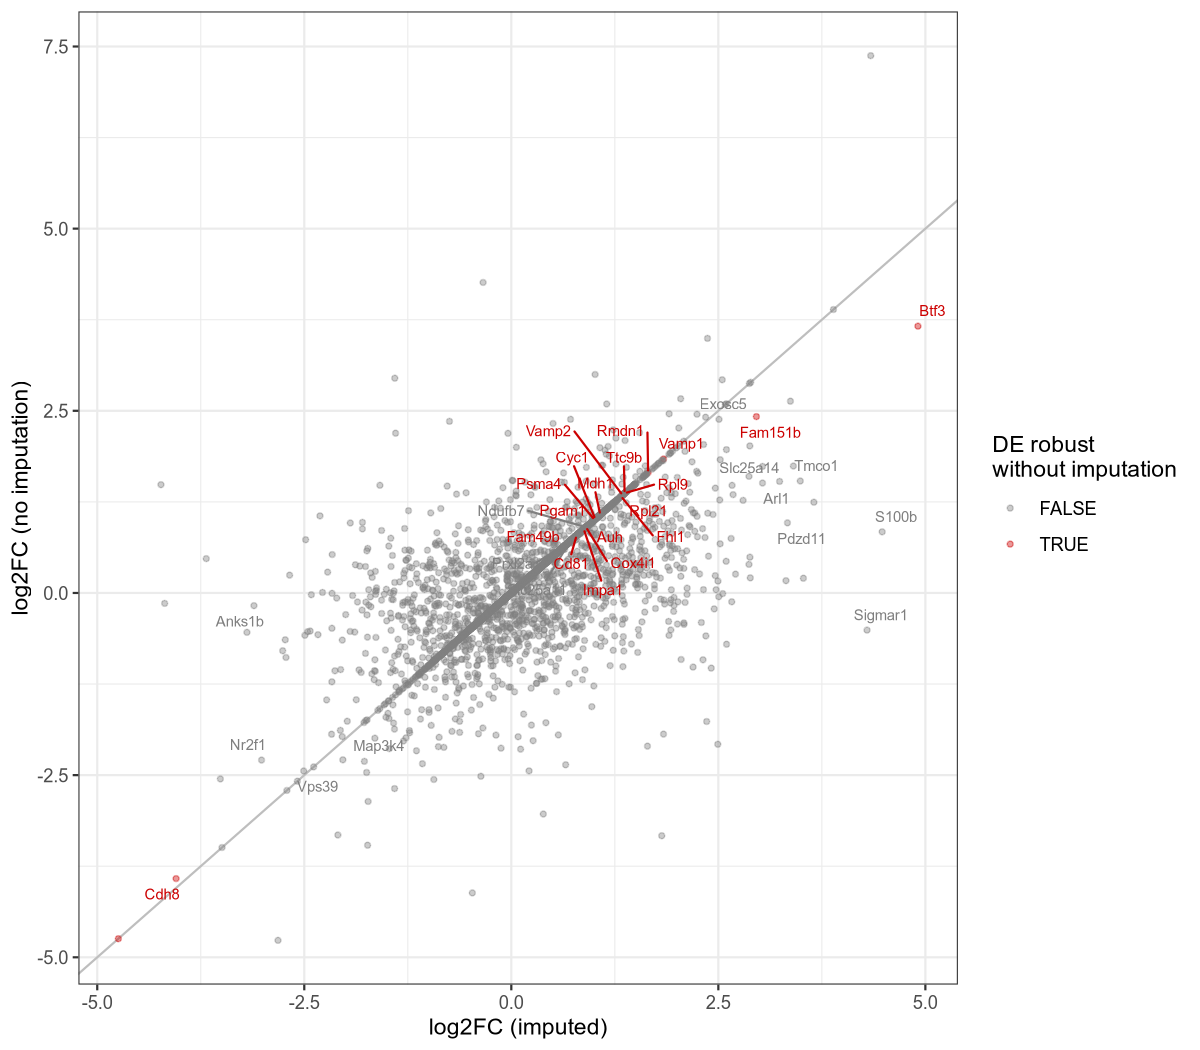 7.5
5.0
2.5
0.0
-2.5
-5.0
log2FC (no imputation)
-5.0
-2.5
0.0
2.5
5.0
log2FC (imputed)
Btf3
Exosc5
Fam151b
Vamp2
Rmdn1
Vamp1
Cyc1
Ttc9b
Slc25a14
Tmco1
Psma4
Mdh1
Rpl9
Arl1
Ndufb7
Pgam1
Rpl21
S100b
Fam49b
Auh
Fhl1
Pdzd11
Cd81
Cox4i1
Impa1
Anks1b
Sigmar1
Nr2f1
Map3k4
Vps39
Cdh8
DE robust
without imputation
FALSE
TRUE